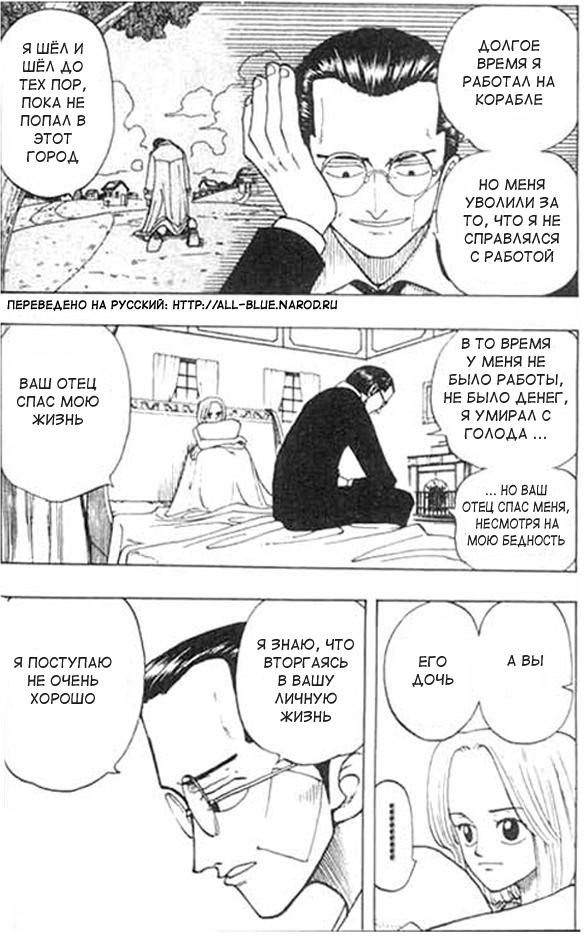 ДОЛГОЕ
ВРЕМЯ Я
РАБОТАЛ НА
КОРАБЛЕ
НО МЕНЯ
УВОЛИЛИ ЗА
ТО, ЧТО Я НЕ
СПРАВЛЯЛСЯ
С РАБОТОЙ
Я ШЁЛ И
ШЁЛ ДО
ТЕХ ПОР,
ПОКА НЕ
ПОПАЛ В
ЭТОТ
ГОРОД
ПЕРЕВЕДЕНО НА РУССКИЙ: HTTP://ALL-BLUE.NAROD.RU
В ТО ВРЕМЯ
У МЕНЯ НЕ
БЫЛО РАБОТЫ,
НЕ БЫЛО ДЕНЕГ,
Я УМИРАЛ С
ГОЛОДА ...
... НО ВАШ
ОТЕЦ СПАС МЕНЯ,
НЕСМОТРЯ НА
МОЮ БЕДНОСТЬ
ВАШ ОТЕЦ
СПАС МОЮ
ЖИЗНЬ
А ВЫ
ЕГО
ДОЧЬ
.........
Я ЗНАЮ, ЧТО
ВТОРГАЯСЬ
В ВАШУ
ЛИЧНУЮ
ЖИЗНЬ
Я ПОСТУПАЮ
НЕ ОЧЕНЬ
ХОРОШО